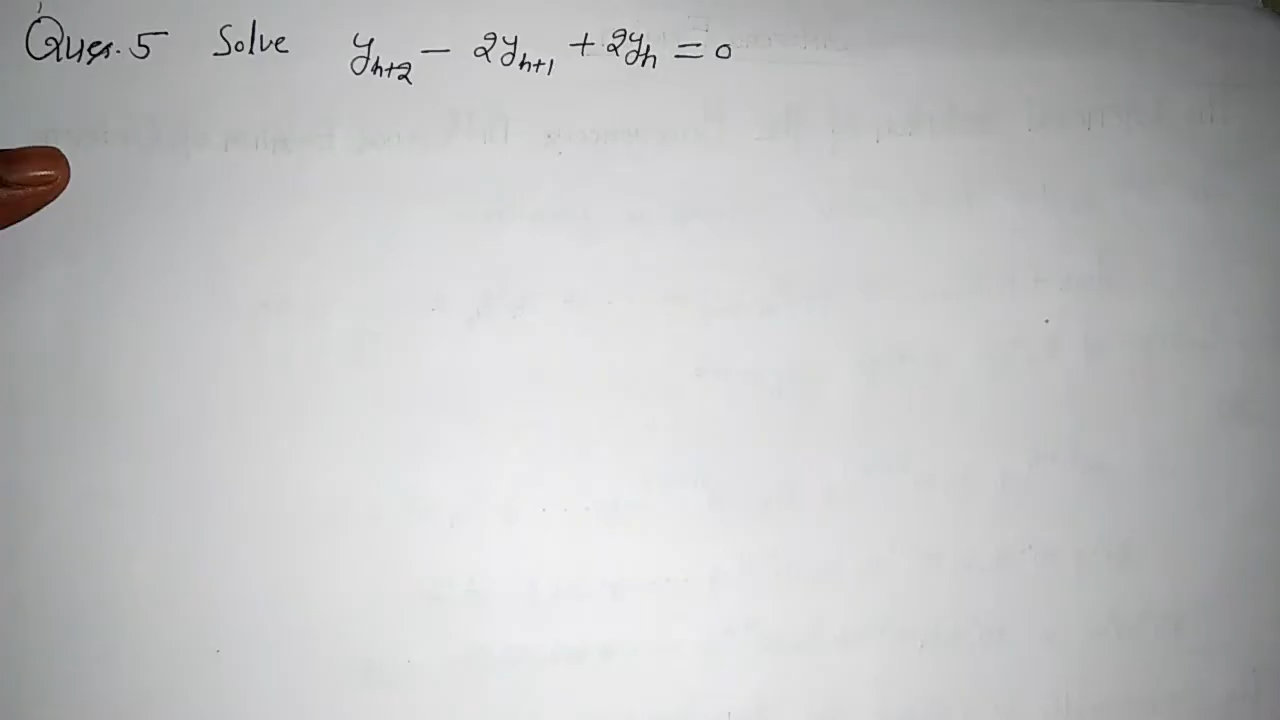 Ques. 5 Solve y_{n+2} - 2y_{n+1} + 2y_n = 0